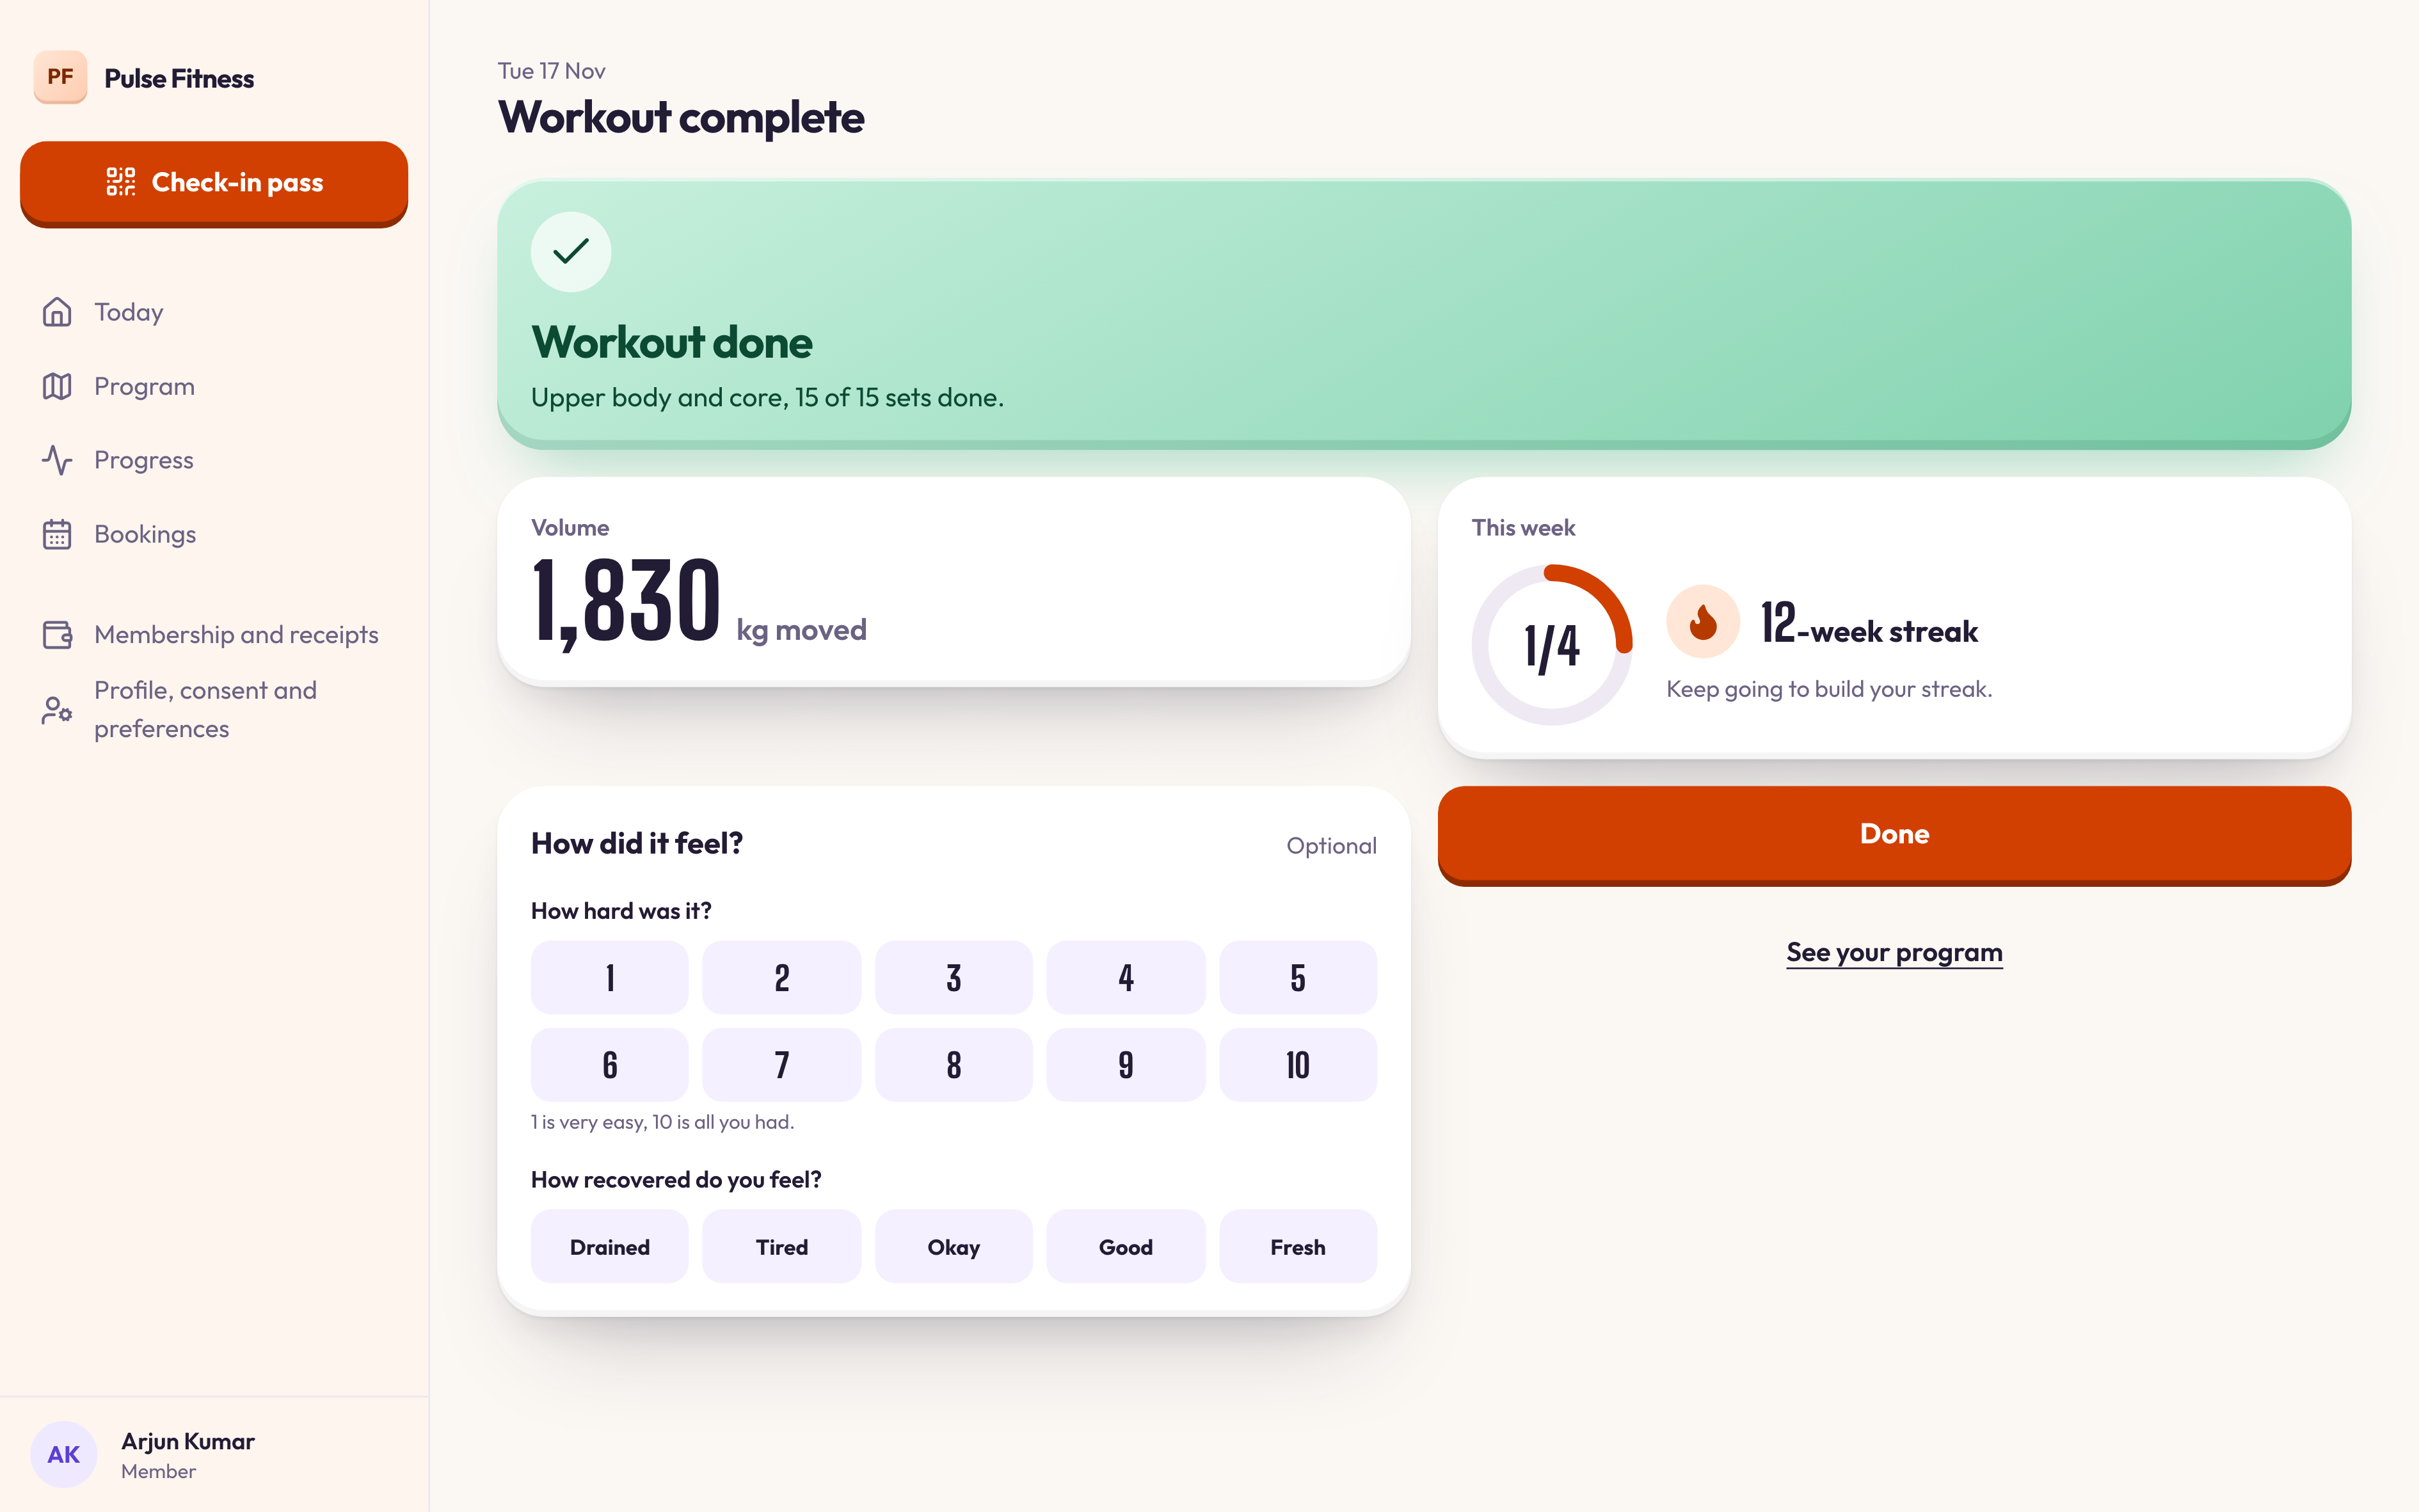 PF
Pulse Fitness
Check-in pass
Today
Program
Progress
Bookings
Membership and receipts
Profile, consent and
preferences
AK
Arjun Kumar
Member
Tue 17 Nov
Workout complete
Workout done
Upper body and core, 15 of 15 sets done.
Volume
1,830 kg moved
This week
1/4
12-week streak
Keep going to build your streak.
How did it feel?
Optional
How hard was it?
1 2 3 4 5
6 7 8 9 10
1 is very easy, 10 is all you had.
How recovered do you feel?
Drained Tired Okay Good Fresh
Done
See your program